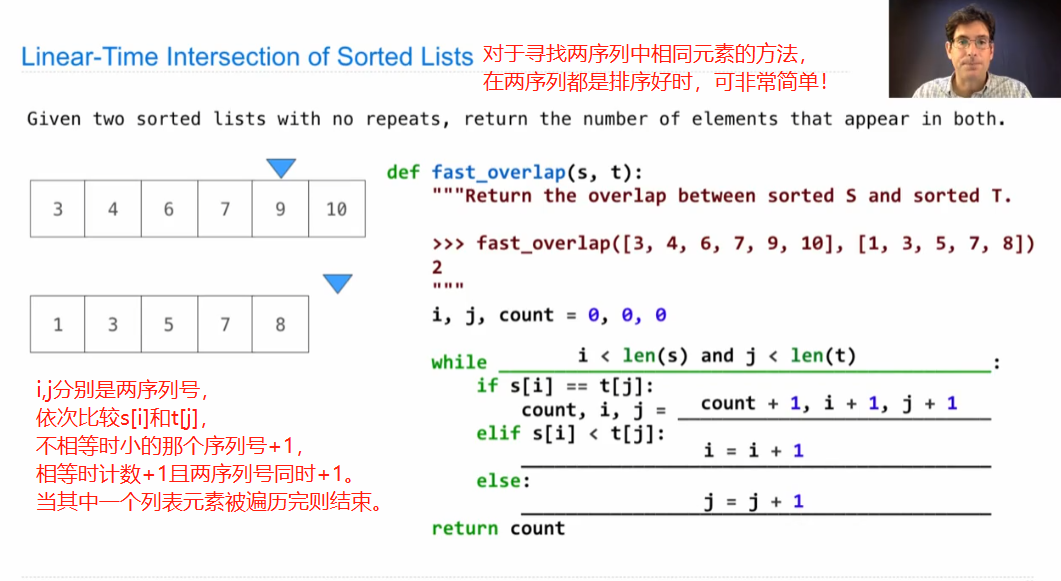 Linear-Time Intersection of Sorted Lists
对于寻找两序列中相同元素的方法，
在两序列都是排序好时，可非常简单！
Given two sorted lists with no repeats, return the number of elements that appear in both.
3 4 6 7 9 10
1 3 5 7 8
i,j分别是两序列号，
依次比较s[i]和t[j]，
不相等时小的那个序列号+1，
相等时计数+1且两序列号同时+1。
当其中一个列表元素被遍历完则结束。
def fast_overlap(s, t):
"""Return the overlap between sorted S and sorted T.
>>> fast_overlap([3, 4, 6, 7, 9, 10], [1, 3, 5, 7, 8])
2
"""
i, j, count = 0, 0, 0
while i < len(s) and j < len(t) :
if s[i] == t[j]:
count, i, j = count + 1, i + 1, j + 1
elif s[i] < t[j]:
i = i + 1
else:
j = j + 1
return count